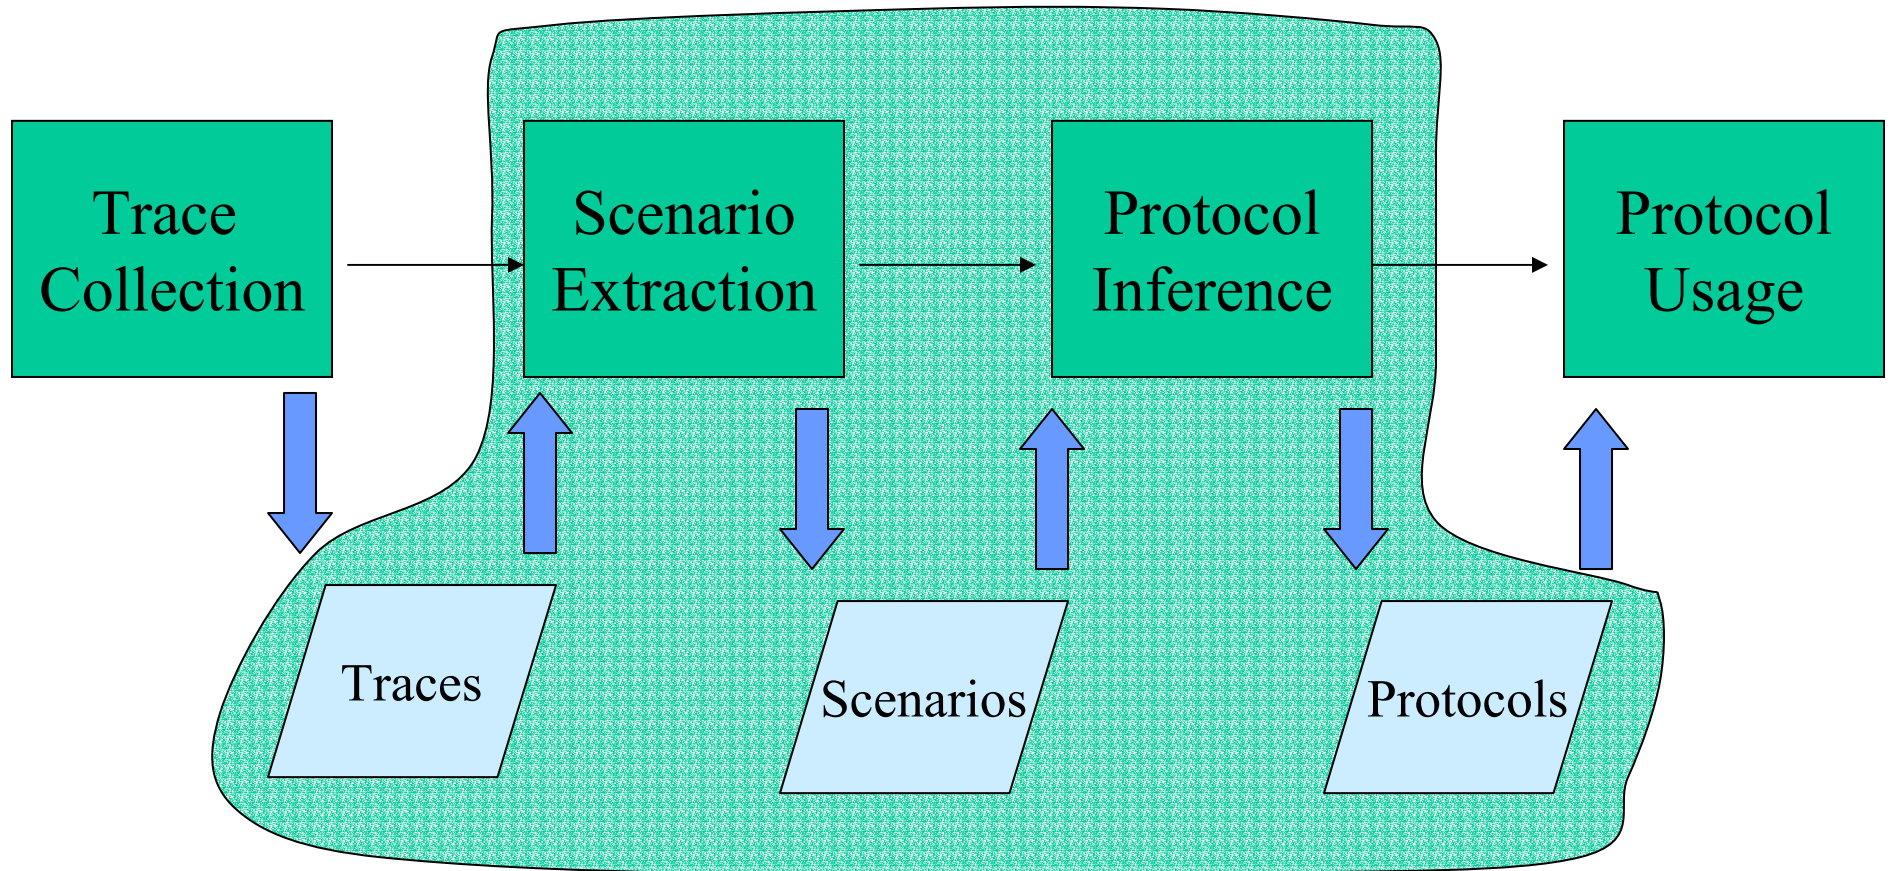 Trace
Collection
Scenario
Extraction
Protocol
Inference
Protocol
Usage
Traces
Scenarios
Protocols